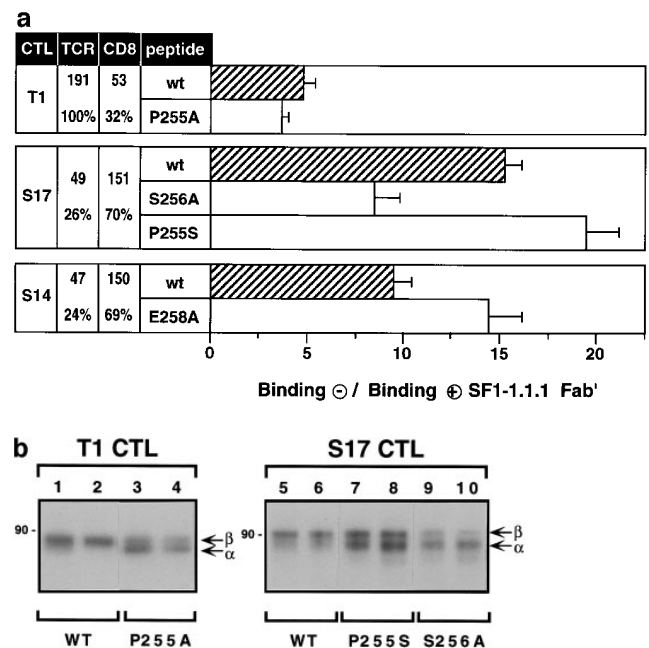 a
CTL TCR CD8 peptide
T1 191 53 wt
100% 32% P255A
S17 49 151 wt
26% 70% S256A
P255S
S14 47 150 wt
24% 69% E258A
0 5 10 15 20
Binding ⊖ / Binding ⊕ SF1-1.1.1 Fab'
b
T1 CTL S17 CTL
1 2 3 4 5 6 7 8 9 10
90 - β α 90 - β α
WT P255A WT P255S S256A